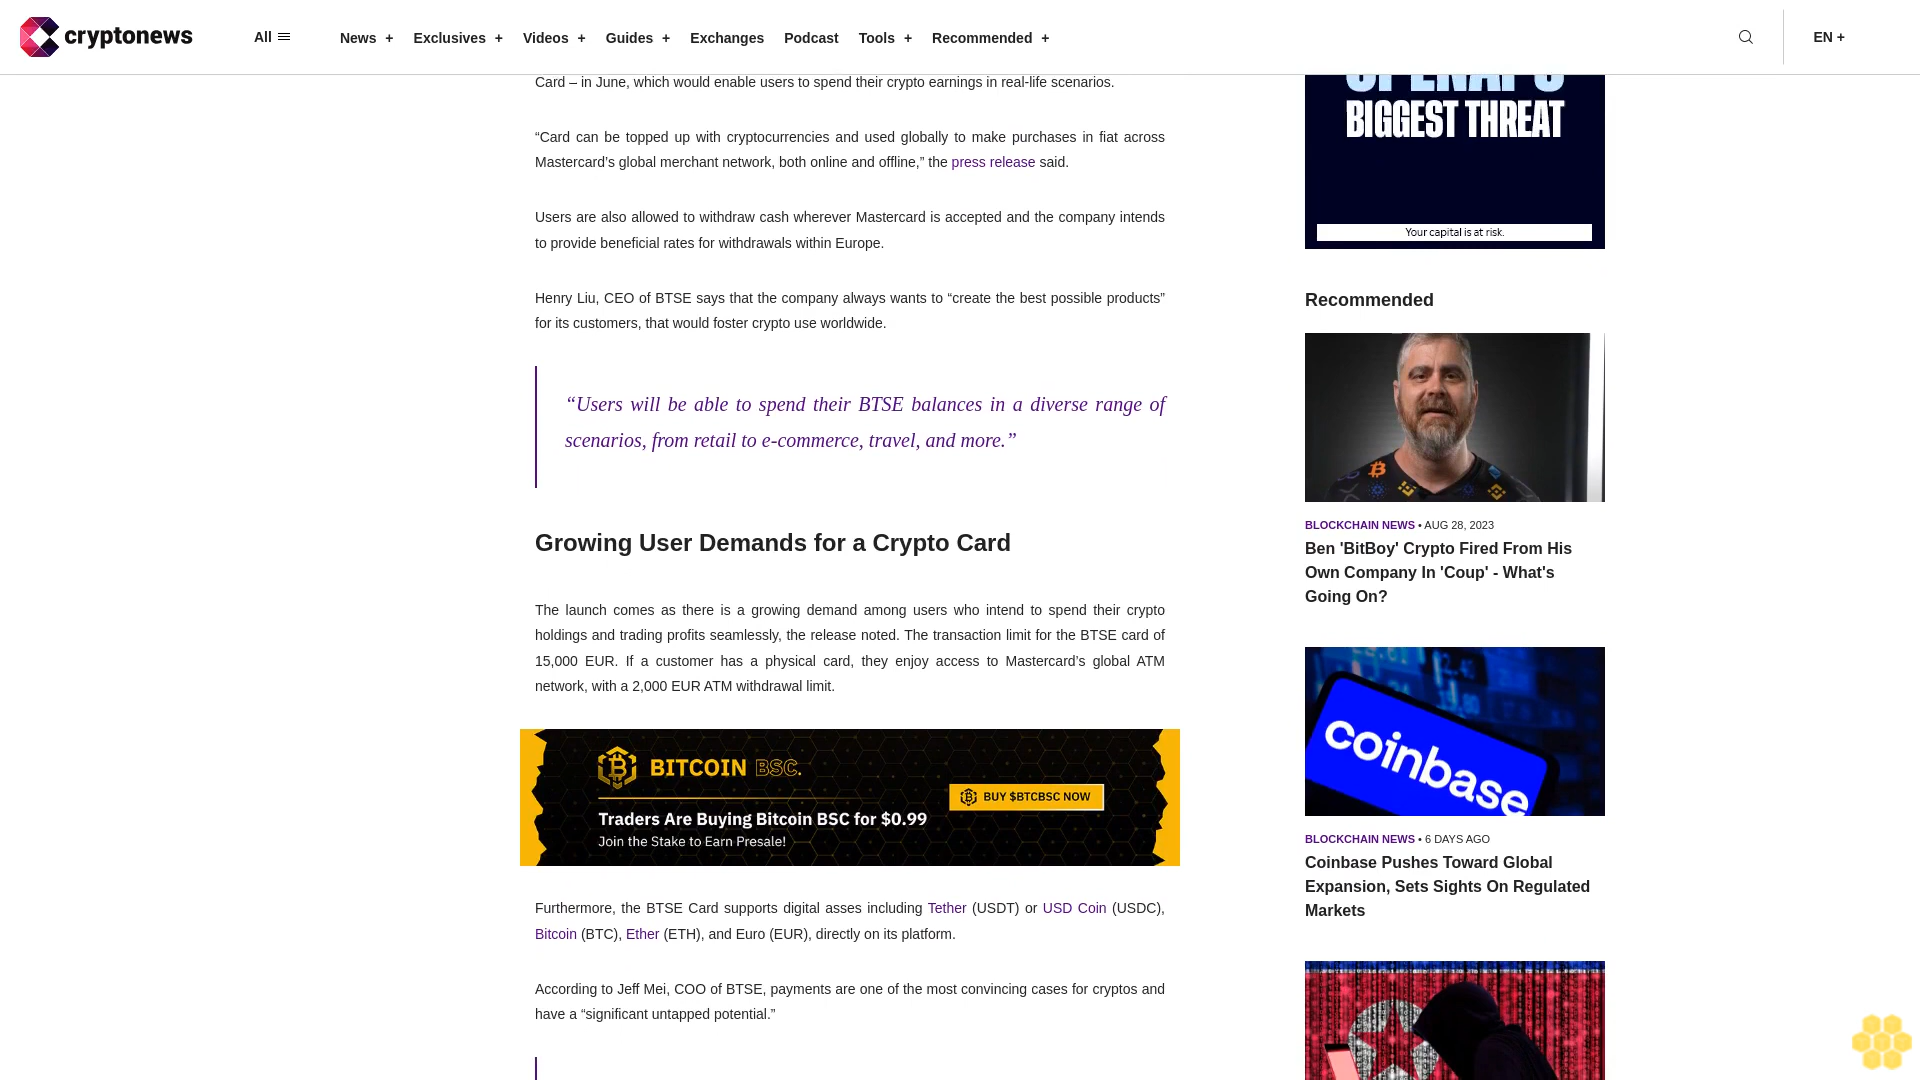 cryptonews
All
News +
Exclusives +
Videos +
Guides +
Exchanges
Podcast
Tools +
Recommended +
EN +
Card – in June, which would enable users to spend their crypto earnings in real-life scenarios.
“Card can be topped up with cryptocurrencies and used globally to make purchases in fiat across
Mastercard’s global merchant network, both online and offline,” the press release said.
Users are also allowed to withdraw cash wherever Mastercard is accepted and the company intends
to provide beneficial rates for withdrawals within Europe.
Henry Liu, CEO of BTSE says that the company always wants to “create the best possible products”
for its customers, that would foster crypto use worldwide.
“Users will be able to spend their BTSE balances in a diverse range of
scenarios, from retail to e-commerce, travel, and more.”
Growing User Demands for a Crypto Card
The launch comes as there is a growing demand among users who intend to spend their crypto
holdings and trading profits seamlessly, the release noted. The transaction limit for the BTSE card of
15,000 EUR. If a customer has a physical card, they enjoy access to Mastercard’s global ATM
network, with a 2,000 EUR ATM withdrawal limit.
BITCOIN BSC.
Traders Are Buying Bitcoin BSC for $0.99
Join the Stake to Earn Presale!
BUY $BTCBSC NOW
Furthermore, the BTSE Card supports digital asses including Tether (USDT) or USD Coin (USDC),
Bitcoin (BTC), Ether (ETH), and Euro (EUR), directly on its platform.
According to Jeff Mei, COO of BTSE, payments are one of the most convincing cases for cryptos and
have a “significant untapped potential.”
OPENAI'S
BIGGEST THREAT
Your capital is at risk.
Recommended
BLOCKCHAIN NEWS • AUG 28, 2023
Ben 'BitBoy' Crypto Fired From His
Own Company In 'Coup' - What's
Going On?
coinbase
BLOCKCHAIN NEWS • 6 DAYS AGO
Coinbase Pushes Toward Global
Expansion, Sets Sights On Regulated
Markets